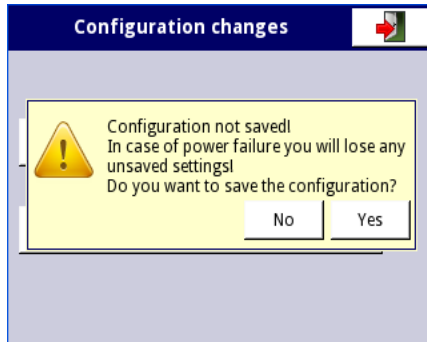 Configuration changes
Configuration not saved!
In case of power failure you will lose any
unsaved settings!
Do you want to save the configuration?
No
Yes